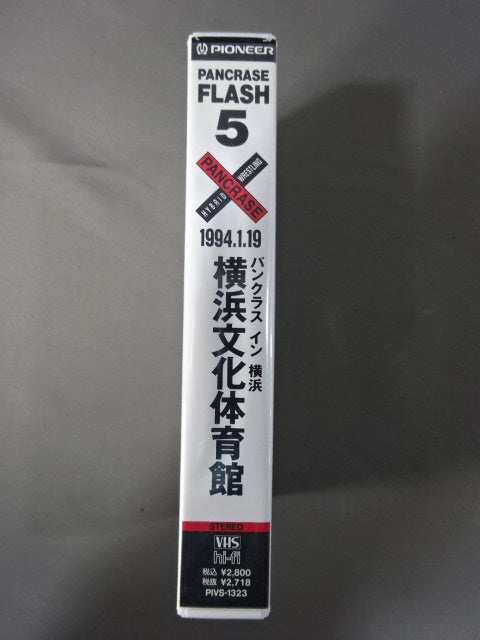 PIONEER
PANCRASE
FLASH
5
PANCRASE
HYBRID WRESTLING
1994.1.19
パンクラス イン 横浜
横浜文化体育館
STEREO
VHS
hi-fi
税込 ¥2,800
税抜 ¥2,718
PIVS-1323